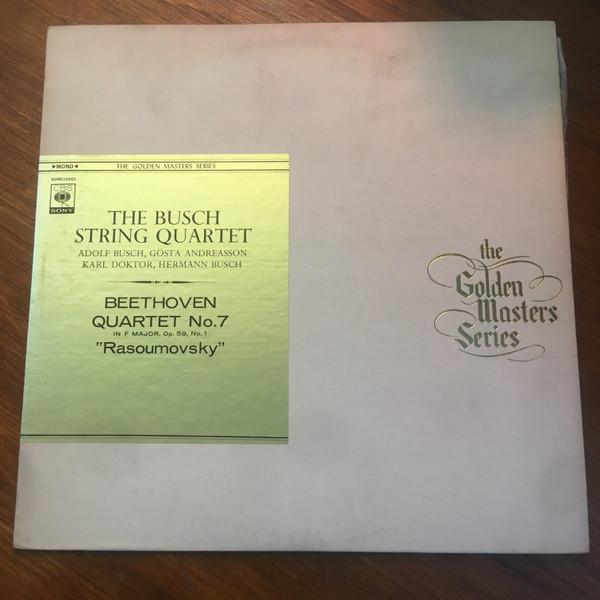 ▶MONO◀ THE GOLDEN MASTERS SERIES
CBS
SONY
THE BUSCH
STRING QUARTET
ADOLF BUSCH, GÖSTA ANDREASSON
KARL DOKTOR, HERMANN BUSCH
BEETHOVEN
QUARTET No.7
IN F MAJOR, Op. 59, No. 1
"Rasoumovsky"
the
Golden
Masters
Series